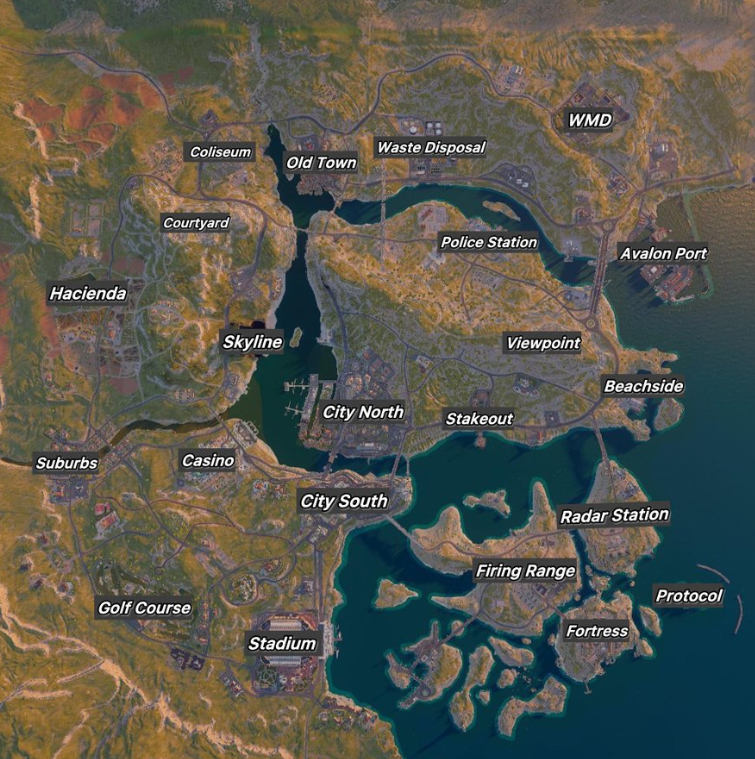 WMD
Waste Disposal
Coliseum
Old Town
Courtyard
Police Station
Avalon Port
Hacienda
Skyline
Viewpoint
Beachside
City North
Stakeout
Suburbs
Casino
City South
Radar Station
Firing Range
Protocol
Golf Course
Fortress
Stadium